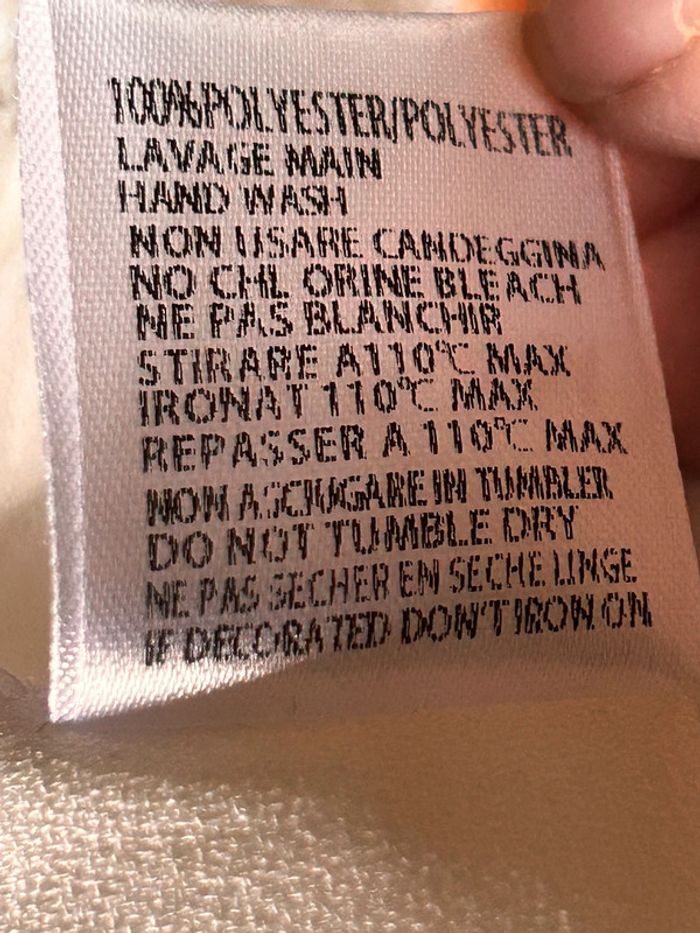 100%POLYESTER/POLYESTER
LAVAGE MAIN
HAND WASH
NON USARE CANDEGGINA
NO CHL ORINE BLEACH
NE PAS BLANCHIR
STIRARE A110°C MAX
IRONAT 110°C MAX
REPASSER A 110°C MAX
NON ASCIUGARE IN TUMBLER
DO NOT TUMBLE DRY
NE PAS SECHER EN SECHE LINGE
IF DECORATED DON'T IRON ON